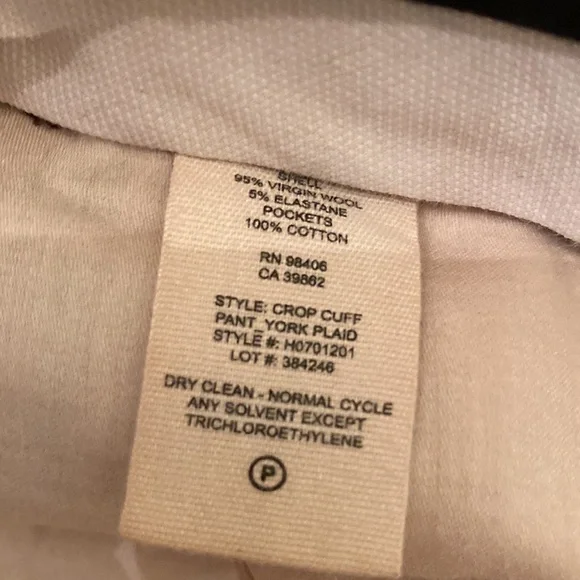 SHELL
95% VIRGIN WOOL
5% ELASTANE
POCKETS
100% COTTON
RN 98406
CA 39862
STYLE: CROP CUFF
PANT_YORK PLAID
STYLE #: H0701201
LOT #: 384246
DRY CLEAN - NORMAL CYCLE
ANY SOLVENT EXCEPT
TRICHLOROETHYLENE
P